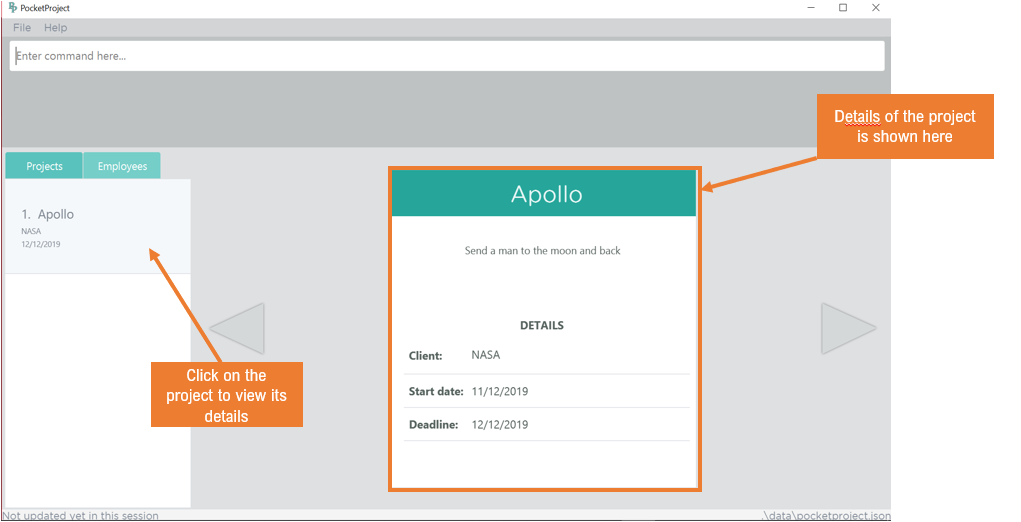 PocketProject
File Help
Enter command here...
Details of the project
is shown here
Projects Employees
1. Apollo
NASA
12/12/2019
Apollo
Send a man to the moon and back
DETAILS
Client: NASA
Start date: 11/12/2019
Deadline: 12/12/2019
Click on the
project to view its
details
Not updated yet in this session
.\data\pocketproject.json